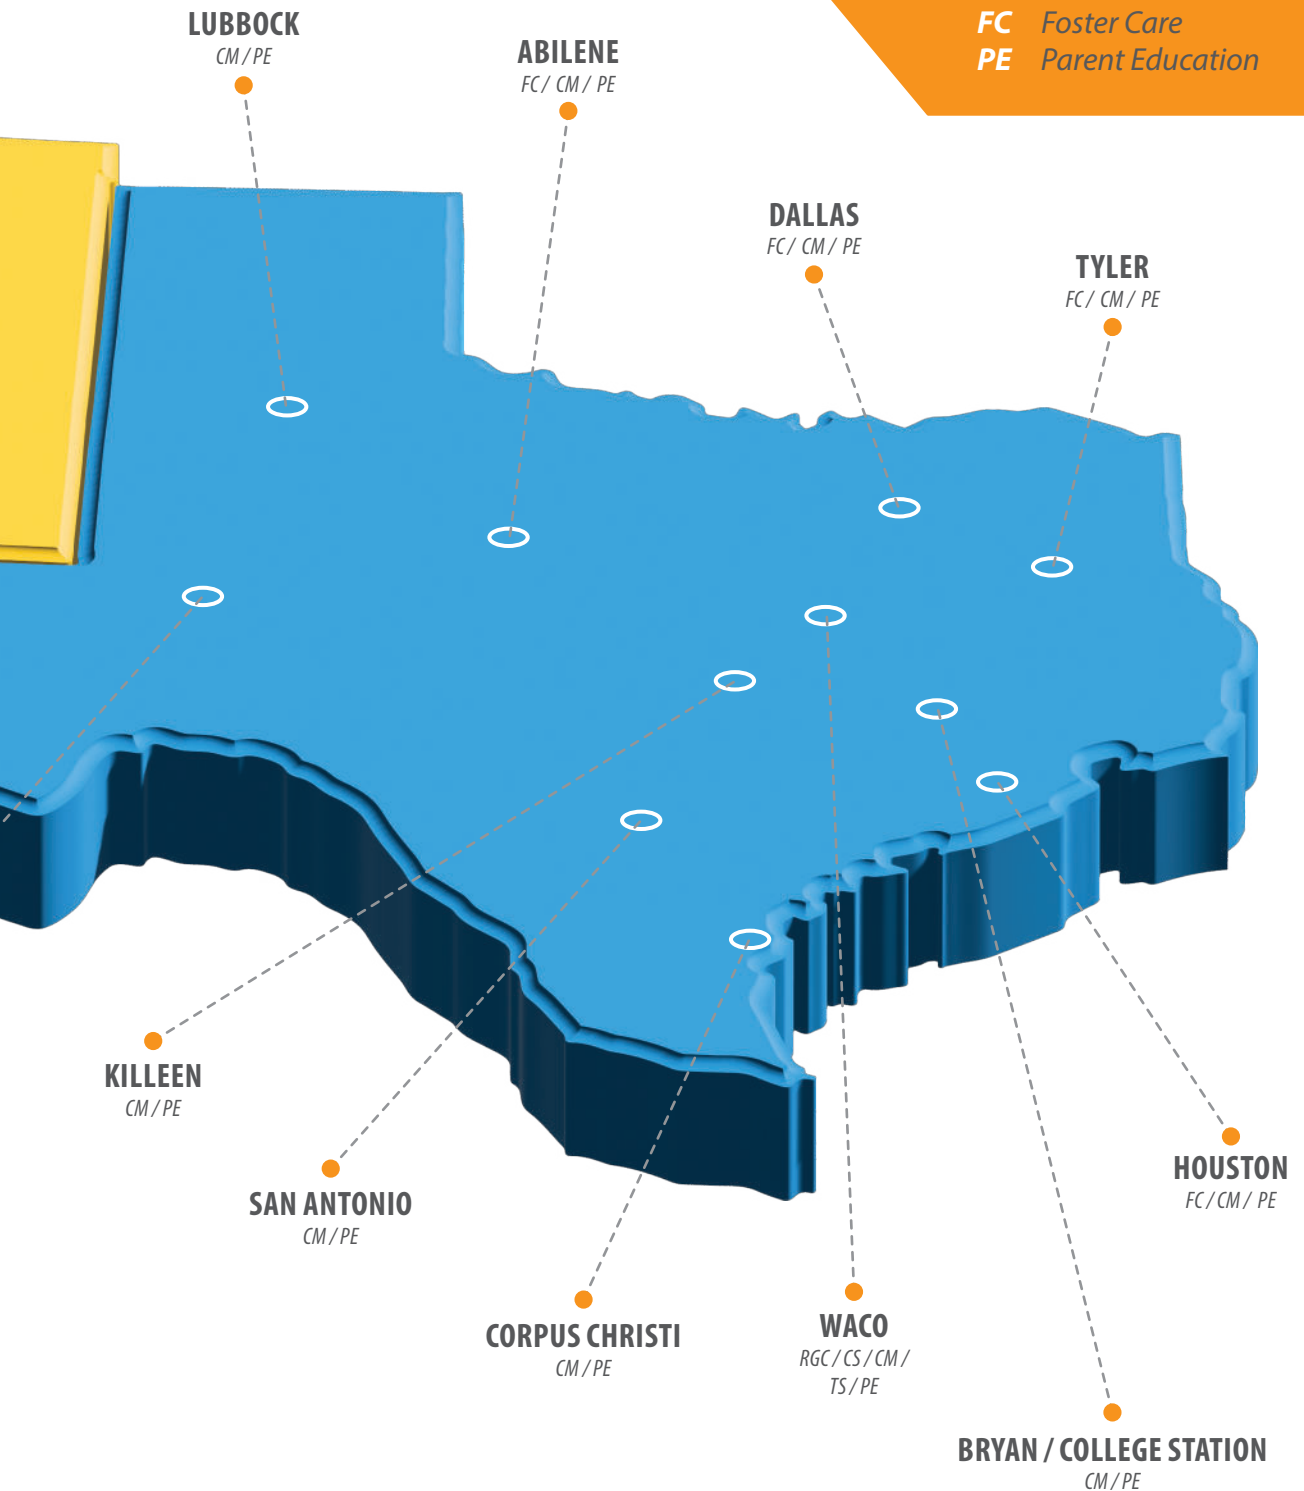 FC Foster Care
PE Parent Education
LUBBOCK
CM / PE
ABILENE
FC / CM / PE
DALLAS
FC / CM / PE
TYLER
FC / CM / PE
KILLEEN
CM / PE
SAN ANTONIO
CM / PE
CORPUS CHRISTI
CM / PE
WACO
RGC / CS / CM /
TS / PE
HOUSTON
FC / CM / PE
BRYAN / COLLEGE STATION
CM / PE